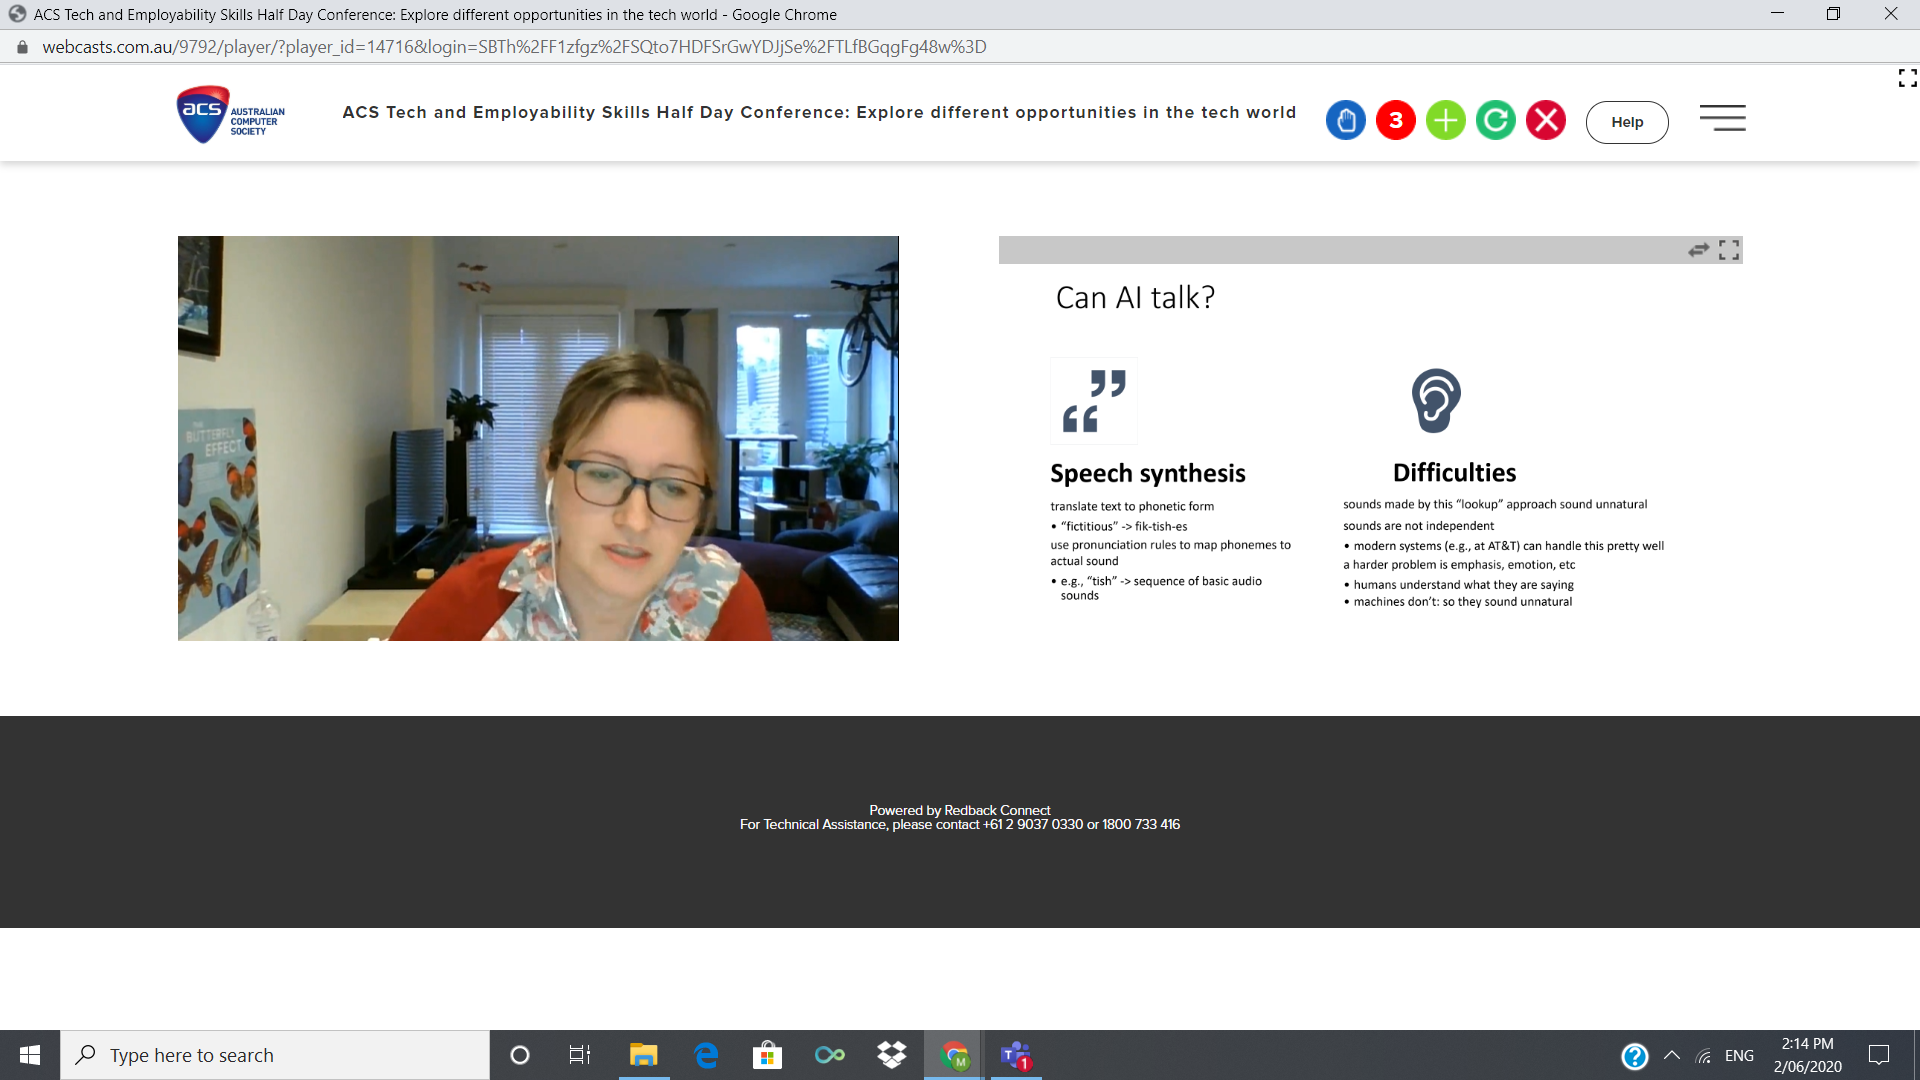 ACS Tech and Employability Skills Half Day Conference: Explore different opportunities in the tech world - Google Chrome
webcasts.com.au/9792/player/?player_id=14716&login=SBTh%2FF1zfgz%2FSQto7HDFSrGwYDJjSe%2FTLfBGqgFg48w%3D
acs AUSTRALIAN
COMPUTER
SOCIETY
ACS Tech and Employability Skills Half Day Conference: Explore different opportunities in the tech world
3
Help
THE
BUTTERFLY
EFFECT
Can AI talk?
Speech synthesis
translate text to phonetic form
• “fictitious” -> fik-tish-es
use pronunciation rules to map phonemes to
actual sound
• e.g., “tish” -> sequence of basic audio
sounds
Difficulties
sounds made by this “lookup” approach sound unnatural
sounds are not independent
• modern systems (e.g., at AT&T) can handle this pretty well
a harder problem is emphasis, emotion, etc
• humans understand what they are saying
• machines don’t: so they sound unnatural
Powered by Redback Connect
For Technical Assistance, please contact +61 2 9037 0330 or 1800 733 416
Type here to search
M
T
1
ENG
2:14 PM
2/06/2020